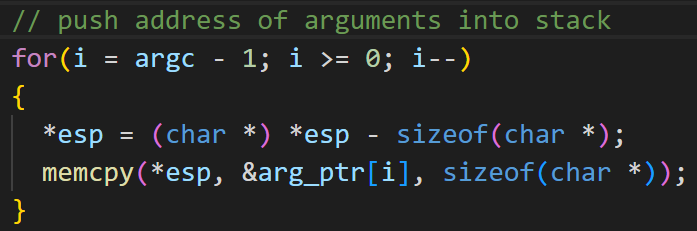 // push address of arguments into stack
for(i = argc - 1; i >= 0; i--)
{
  *esp = (char *) *esp - sizeof(char *);
  memcpy(*esp, &arg_ptr[i], sizeof(char *));
}